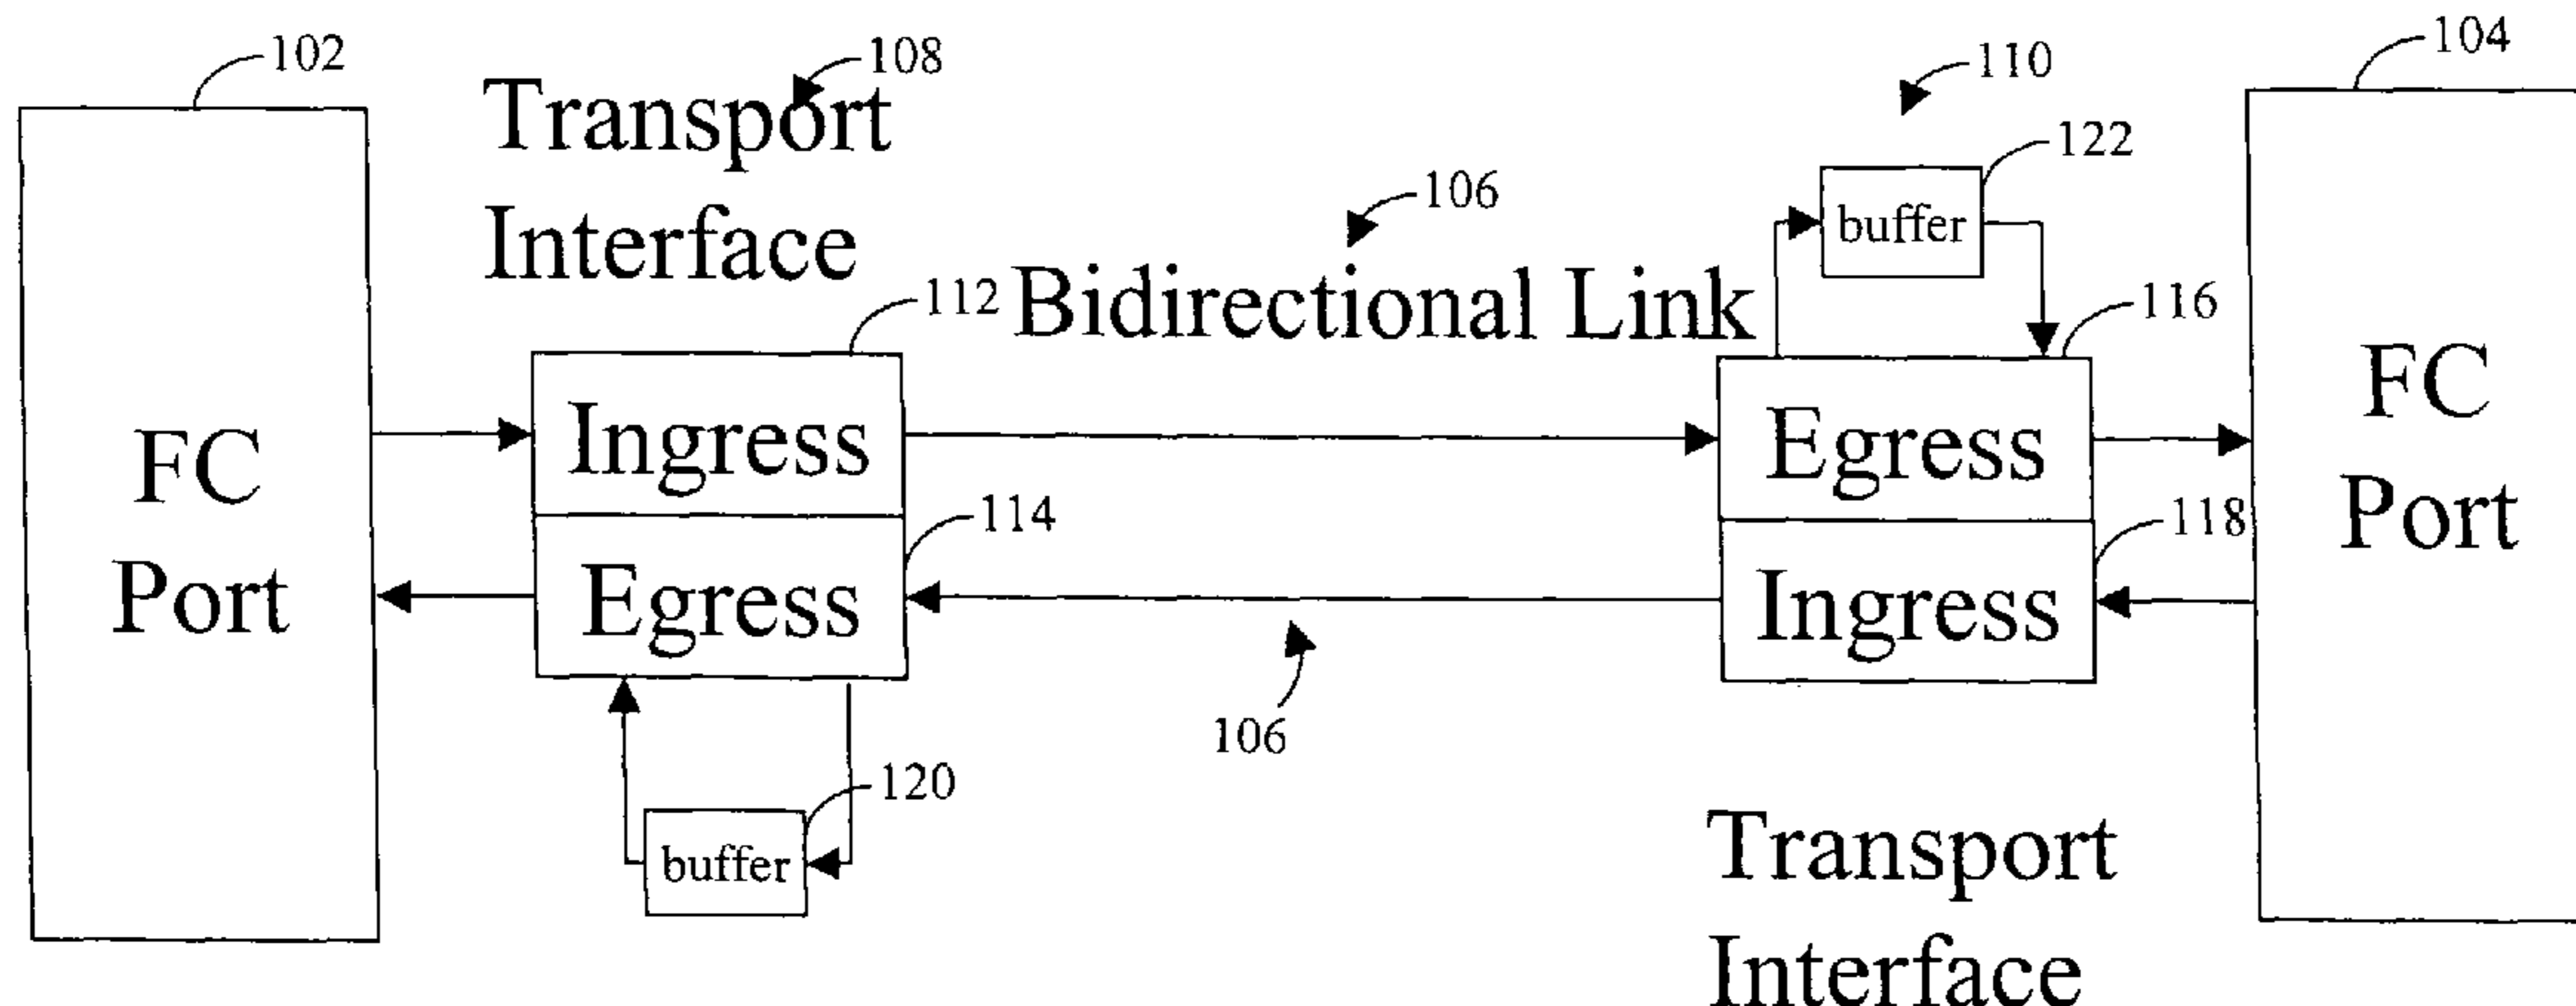 102
108
110
104
Transport
Interface
122
buffer
106
Bidirectional Link
112
116
FC
Port
Ingress
Egress
FC
Port
114
118
Egress
Ingress
106
120
buffer
Transport
Interface